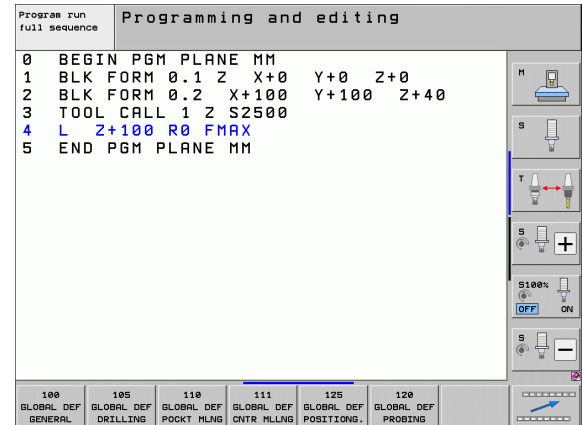 Program run
full sequence
Programming and editing
0 BEGIN PGM PLANE MM
1 BLK FORM 0.1 Z X+0 Y+0 Z+0
2 BLK FORM 0.2 X+100 Y+100 Z+40
3 TOOL CALL 1 Z S2500
4 L Z+100 R0 FMAX
5 END PGM PLANE MM
M
S
T
S
+
S100%
OFF ON
S
−
100
GLOBAL DEF
GENERAL
105
GLOBAL DEF
DRILLING
110
GLOBAL DEF
POCKT MLNG
111
GLOBAL DEF
CNTR MLLNG
125
GLOBAL DEF
POSITIONG.
120
GLOBAL DEF
PROBING